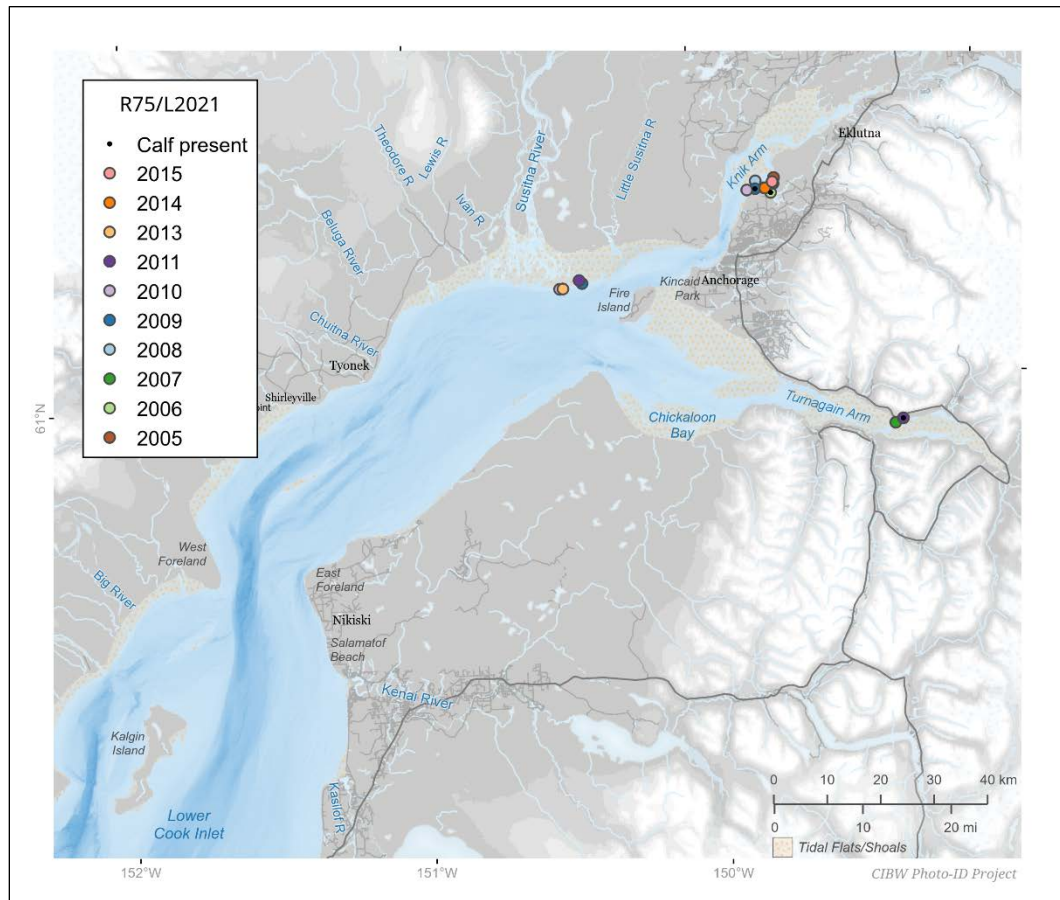 R75/L2021
Calf present
2015
2014
2013
2011
2010
2009
2008
2007
2006
2005
Theodore R
Lewis R
Ivan R
Susitna River
Little Susitna R
Knik Arm
Eklutna
Beluga River
Kincaid
Park
Anchorage
Fire
Island
Chuitna River
Tyonek
Shirleyville
oint
61°N
Chickaloon
Bay
Turnagain Arm
West
Foreland
Big River
East
Foreland
Nikiski
Salamatof
Beach
Kenai River
Kalgin
Island
Kasilof R
Lower
Cook Inlet
0 10 20 30 40 km
0 10 20 mi
Tidal Flats/Shoals
CIBW Photo-ID Project
152°W 151°W 150°W